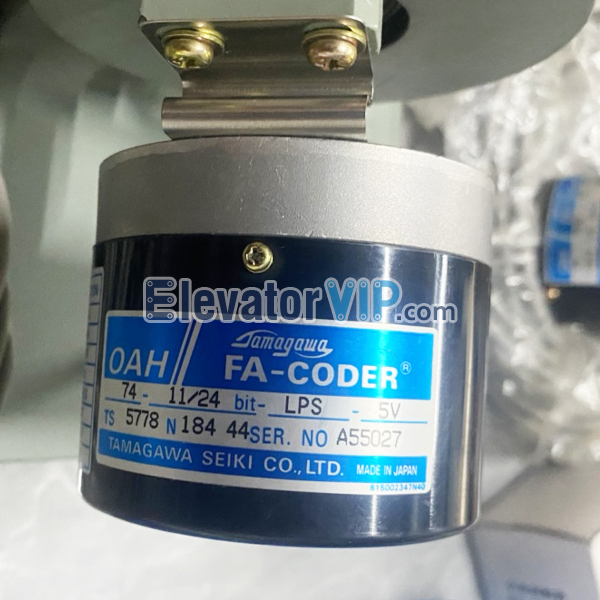 ElevatorVIP.com
Tamagawa
OAH/ FA-CODER®
74 - 11/24 bit- LPS - 5V
TS 5778 N 184 44 SER. NO A55027
TAMAGAWA SEIKI CO., LTD. MADE IN JAPAN